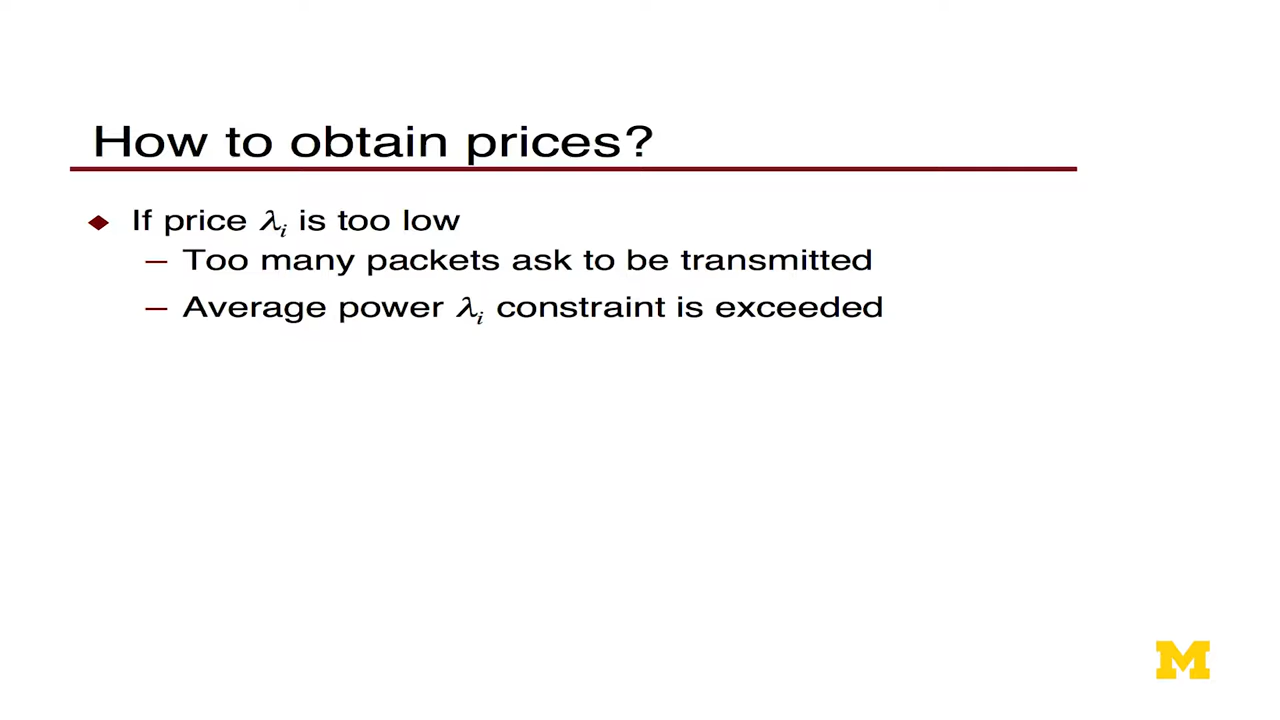 How to obtain prices?
If price λᵢ is too low
— Too many packets ask to be transmitted
— Average power λᵢ constraint is exceeded
M